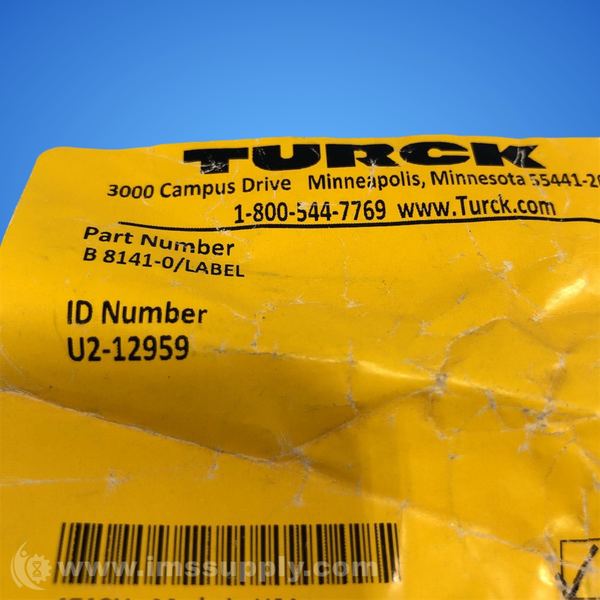 TURCK
3000 Campus Drive Minneapolis, Minnesota 55441-26
1-800-544-7769 www.Turck.com
Part Number
B 8141-0/LABEL
ID Number
U2-12959
www.imssupply.com